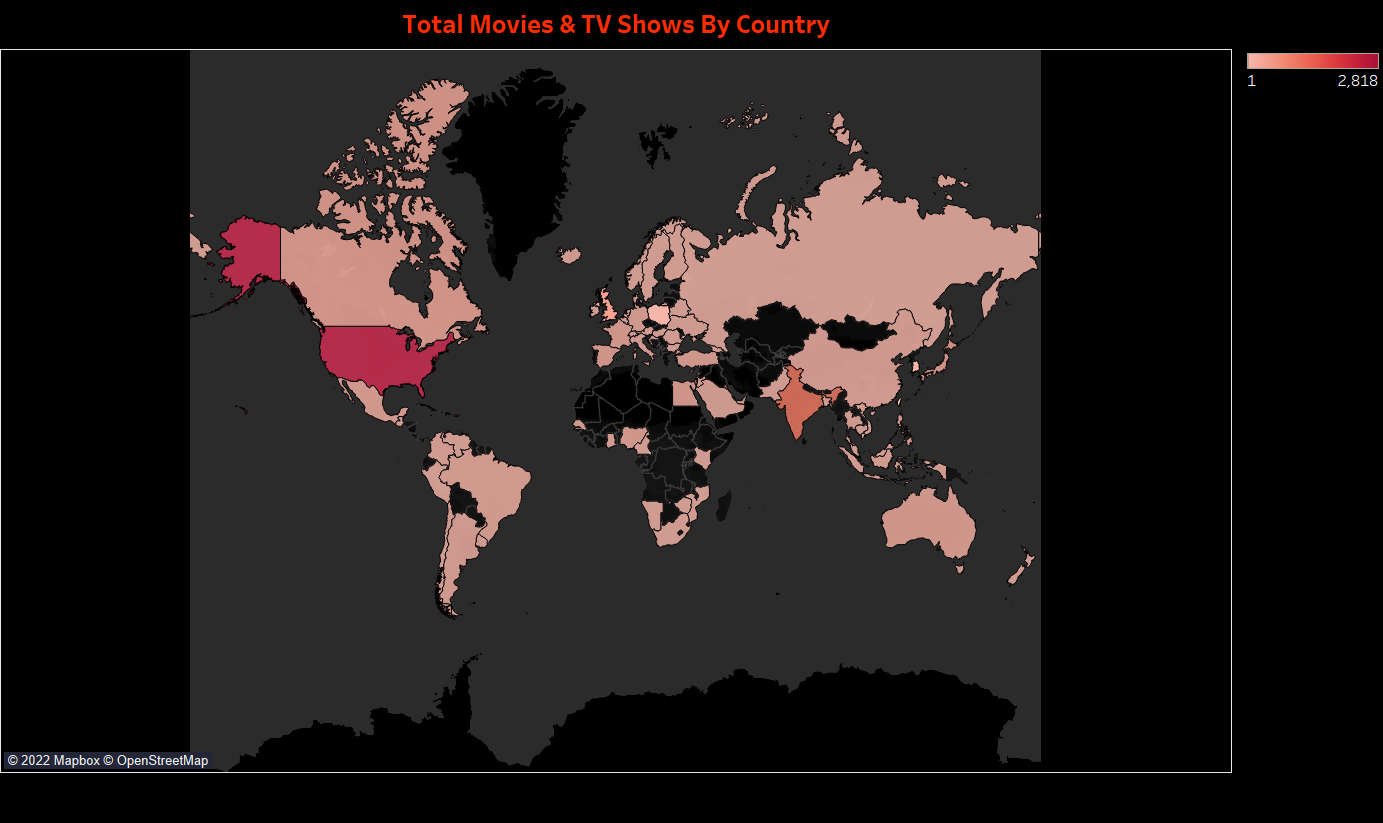 Total Movies & TV Shows By Country
1 2,818
© 2022 Mapbox © OpenStreetMap